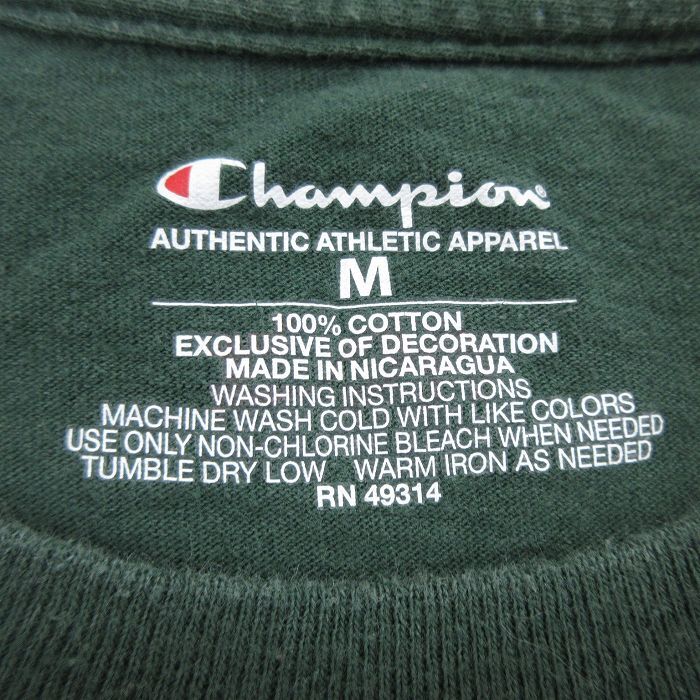 Champion®
AUTHENTIC ATHLETIC APPAREL
M
100% COTTON
EXCLUSIVE OF DECORATION
MADE IN NICARAGUA
WASHING INSTRUCTIONS
MACHINE WASH COLD WITH LIKE COLORS
USE ONLY NON-CHLORINE BLEACH WHEN NEEDED
TUMBLE DRY LOW WARM IRON AS NEEDED
RN 49314